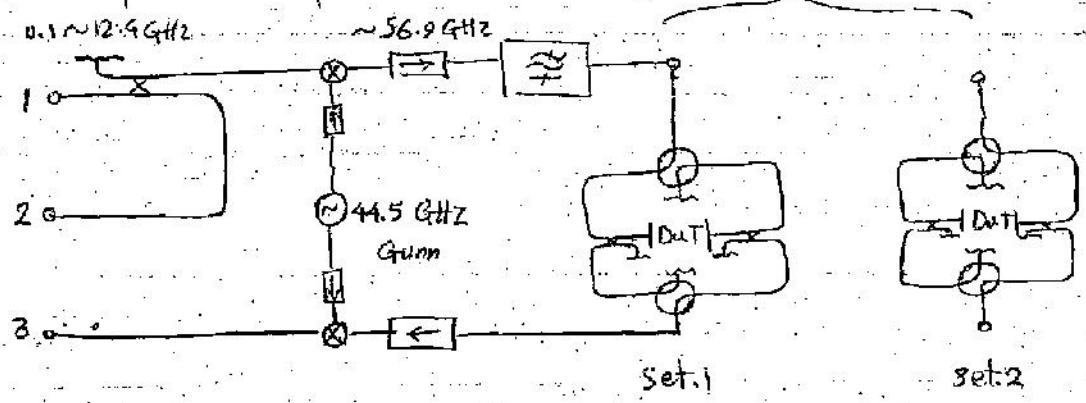 0.1~12.9 GHz
~56.9 GHz
1
2
44.5 GHz
Gunn
DUT
DUT
3
Set.1
Set.2